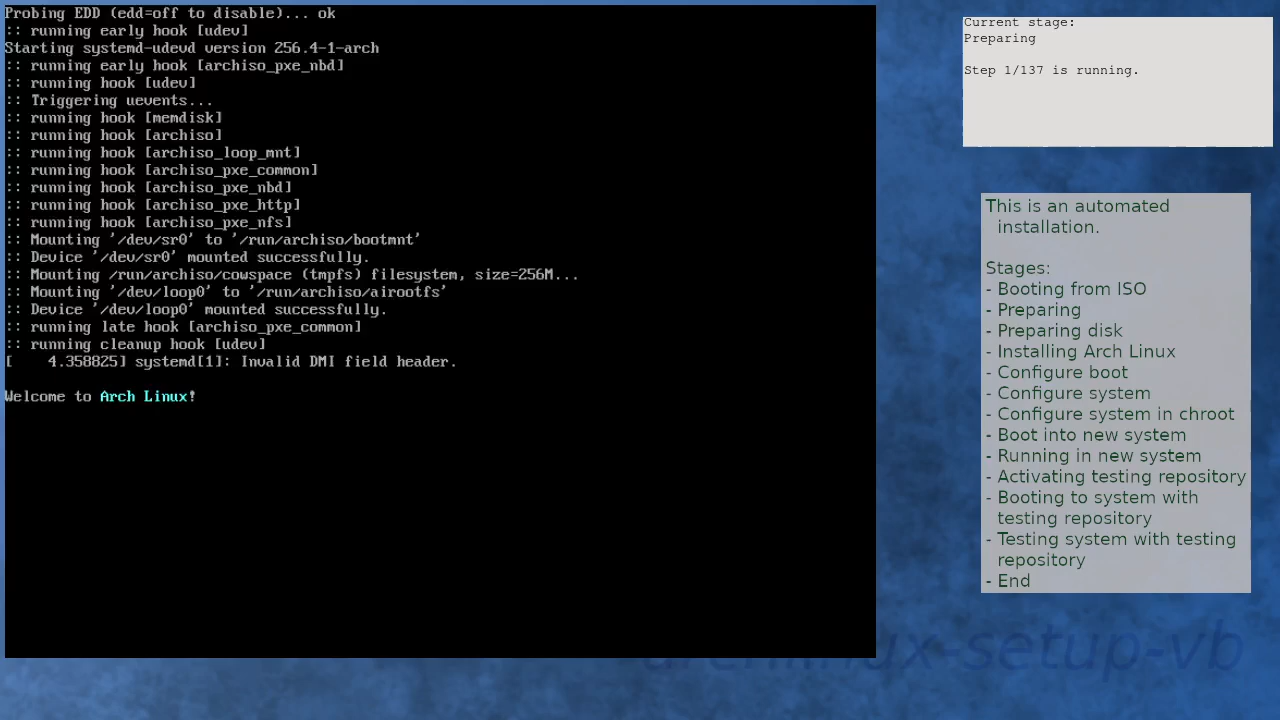 Probing EDD (edd=off to disable)... ok
:: running early hook [udev]
Starting systemd-udevd version 256.4-1-arch
:: running early hook [archiso_pxe_nbd]
:: running hook [udev]
:: Triggering uevents...
:: running hook [memdisk]
:: running hook [archiso]
:: running hook [archiso_loop_mnt]
:: running hook [archiso_pxe_common]
:: running hook [archiso_pxe_nbd]
:: running hook [archiso_pxe_http]
:: running hook [archiso_pxe_nfs]
:: Mounting '/dev/sr0' to '/run/archiso/bootmnt'
:: Device '/dev/sr0' mounted successfully.
:: Mounting /run/archiso/cowspace (tmpfs) filesystem, size=256M...
:: Mounting '/dev/loop0' to '/run/archiso/airootfs'
:: Device '/dev/loop0' mounted successfully.
:: running late hook [archiso_pxe_common]
:: running cleanup hook [udev]
[    4.358825] systemd[1]: Invalid DMI field header.
Welcome to Arch Linux!
Current stage:
Preparing
Step 1/137 is running.
This is an automated
installation.
Stages:
- Booting from ISO
- Preparing
- Preparing disk
- Installing Arch Linux
- Configure boot
- Configure system
- Configure system in chroot
- Boot into new system
- Running in new system
- Activating testing repository
- Booting to system with
testing repository
- Testing system with testing
repository
- End
archlinux-setup-vb